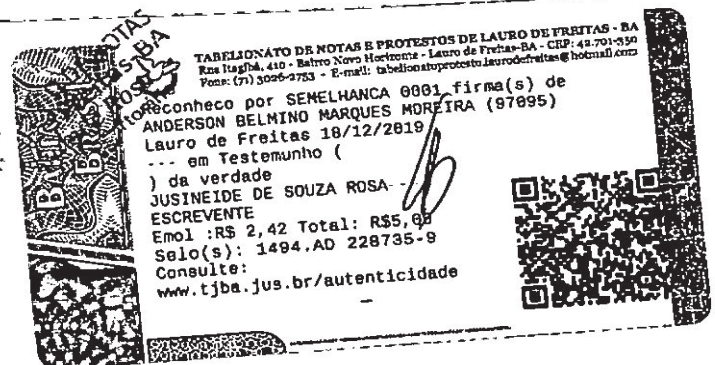 TABELIONATO DE NOTAS E PROTESTOS DE LAURO DE FREITAS - BA
Rua Itagibá, 410 - Bairro Novo Horizonte - Lauro de Freitas-BA - CEP: 42.701-350
Fone: (71) 3026-2753 - E-mail: tabelionatoprotesto.laurodefreitas@hotmail.com
Reconheco por SEMELHANCA 0001 firma(s) de
ANDERSON BELMINO MARQUES MOREIRA (97095)
Lauro de Freitas 18/12/2019
--- em Testemunho (
) da verdade
JUSINEIDE DE SOUZA ROSA--
ESCREVENTE
Emol :R$ 2,42 Total: R$5,00
Selo(s): 1494.AD 228735-9
Consulte:
www.tjba.jus.br/autenticidade